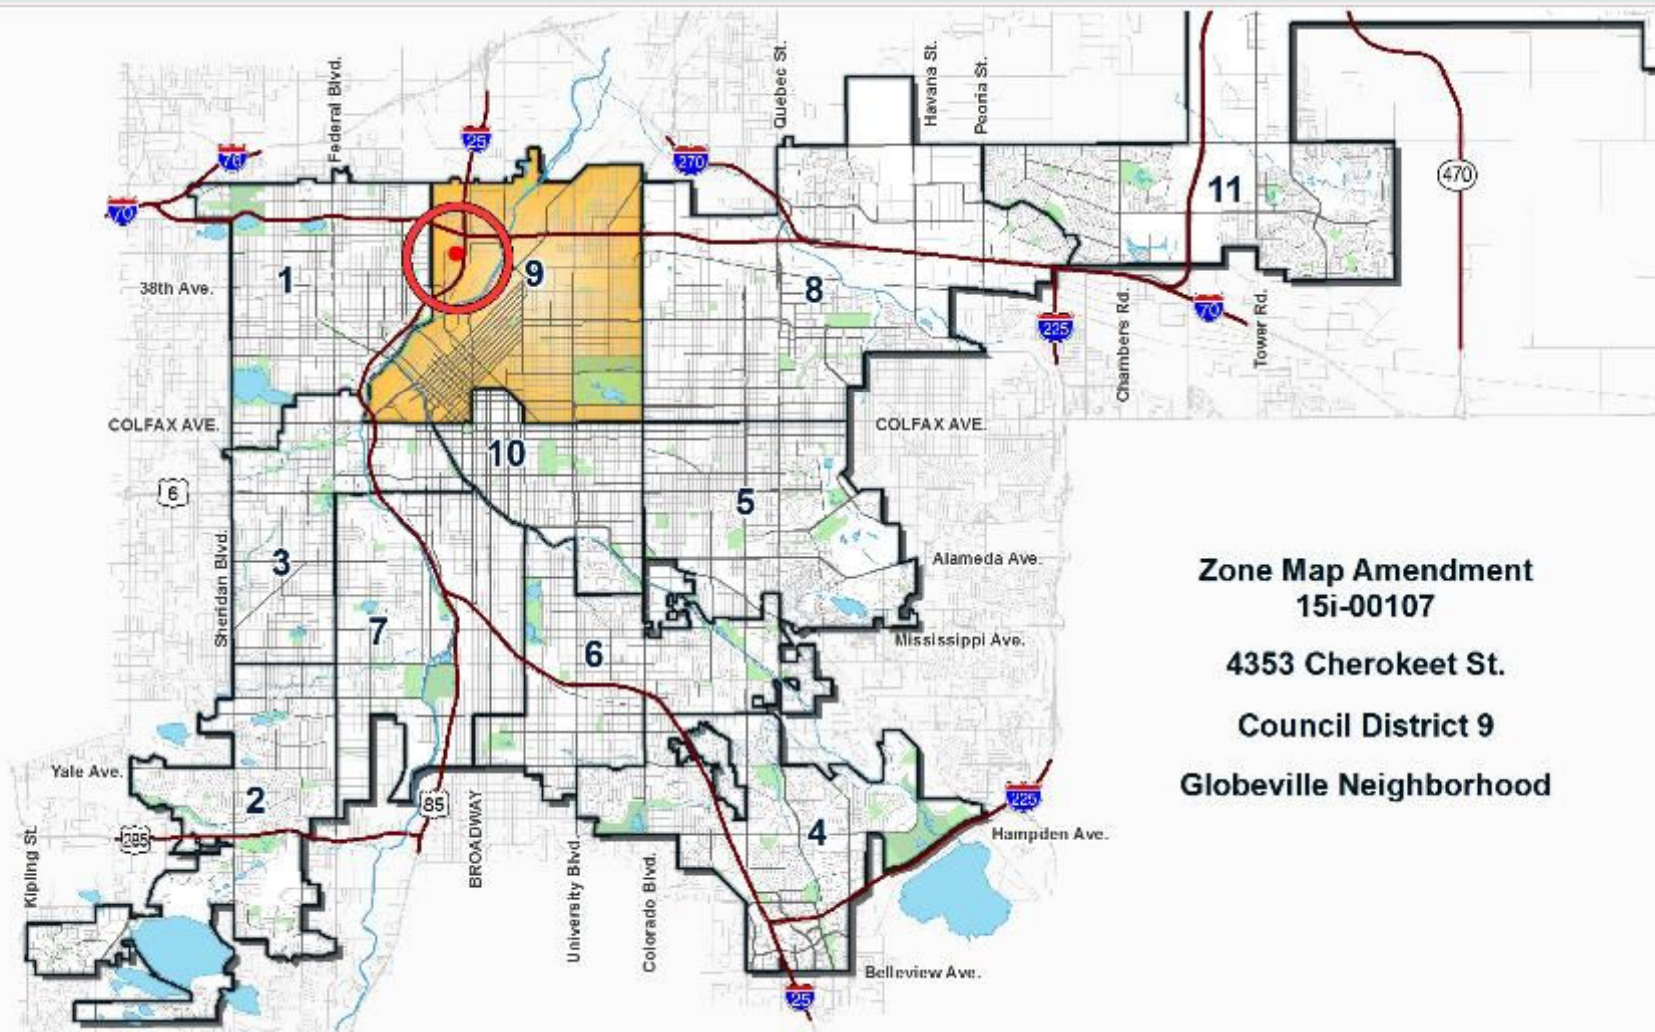 Federal Blvd.
Quebec St.
Havana St.
Peoria St.
76
25
270
70
11
470
1
9
8
38th Ave.
225
Chambers Rd.
70
Tower Rd.
COLFAX AVE.
COLFAX AVE.
10
6
5
Sheridan Blvd.
3
Alameda Ave.
7
6
Mississippi Ave.
Zone Map Amendment
15i-00107
4353 Cherokeet St.
Council District 9
Globeville Neighborhood
Yale Ave.
2
85
BROADWAY
225
285
4
Hampden Ave.
Kipling St.
University Blvd.
Colorado Blvd.
Belleview Ave.
25